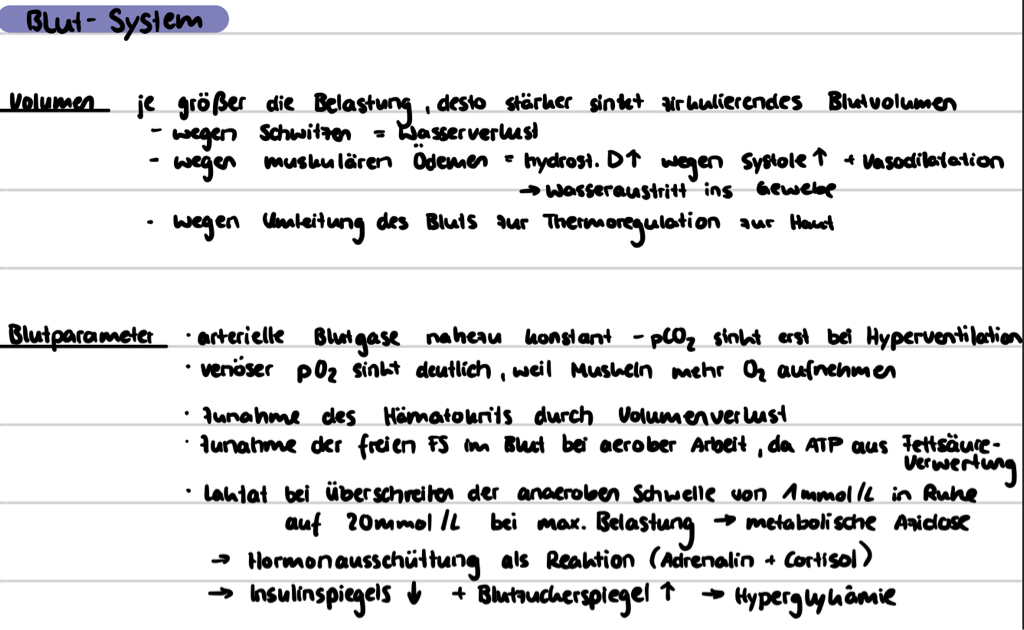 Blut-System
Volumen je größer die Belastung, desto stärker sinkt zirkulierendes Blutvolumen
- wegen Schwitzen = Wasserverlust
- wegen muskulären Ödemen = hydrost. D↑ wegen Systole ↑ + Vasodilatation
→ Wasseraustritt ins Gewebe
- wegen Umleitung des Bluts zur Thermoregulation zur Haut
Blutparameter · arterielle Blutgase nahezu konstant - pCO₂ sinkt erst bei Hyperventilation
· venöser pO₂ sinkt deutlich, weil Muskeln mehr O₂ aufnehmen
· Zunahme des Hämatokrits durch Volumenverlust
· Zunahme der freien FS im Blut bei aerober Arbeit, da ATP aus Fettsäure-
verwertung
· Laktat bei überschreiten der anaeroben Schwelle von 1mmol/L in Ruhe
auf 20mmol/L bei max. Belastung → metabolische Azidose
→ Hormonausschüttung als Reaktion (Adrenalin + Cortisol)
→ Insulinspiegels ↓ + Blutzuckerspiegel ↑ → Hyperglykämie